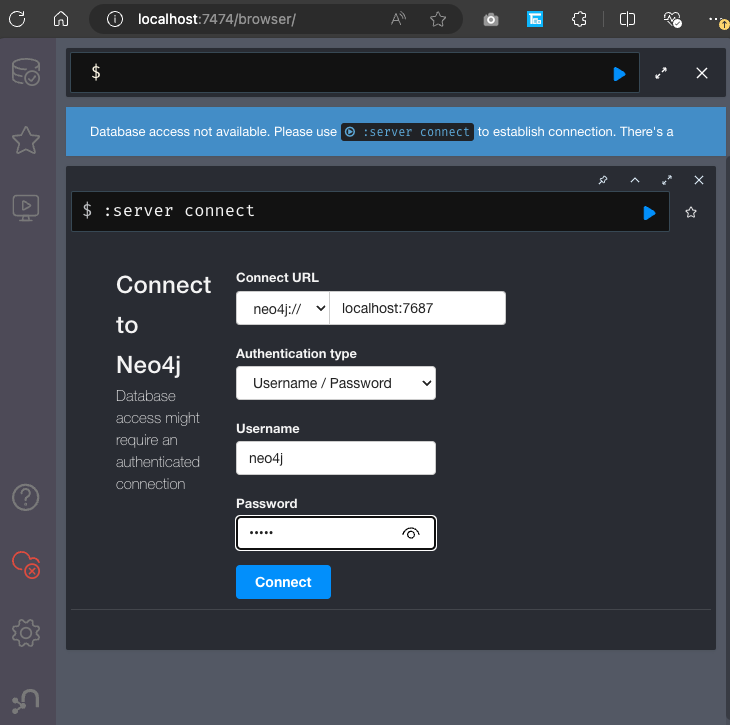 localhost:7474/browser/
$
Database access not available. Please use :server connect to establish connection. There's a
$ :server connect
Connect
to
Neo4j
Database
access might
require an
authenticated
connection
Connect URL
neo4j:// localhost:7687
Authentication type
Username / Password
Username
neo4j
Password
•••••
Connect